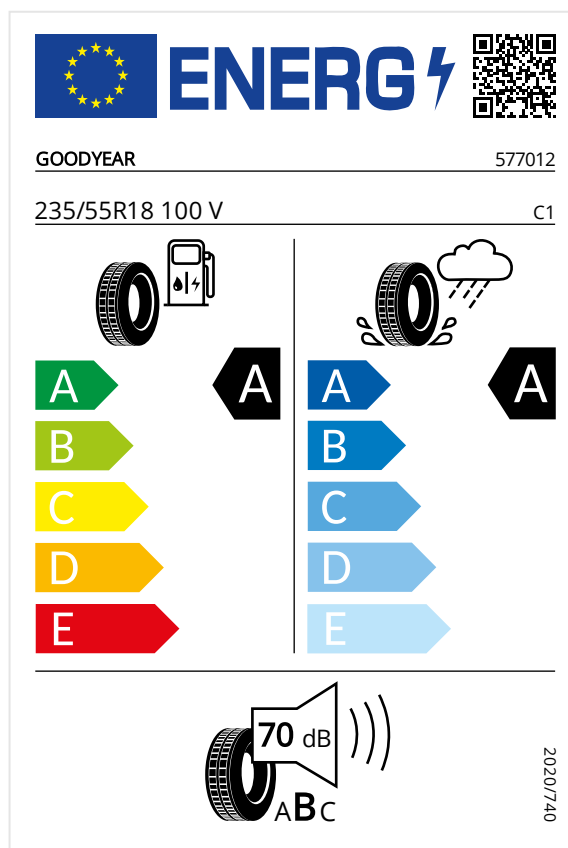 ENERG
GOODYEAR 577012
235/55R18 100 V C1
A A A A
B B
C C
D D
E E
70 dB
ABC
2020/740